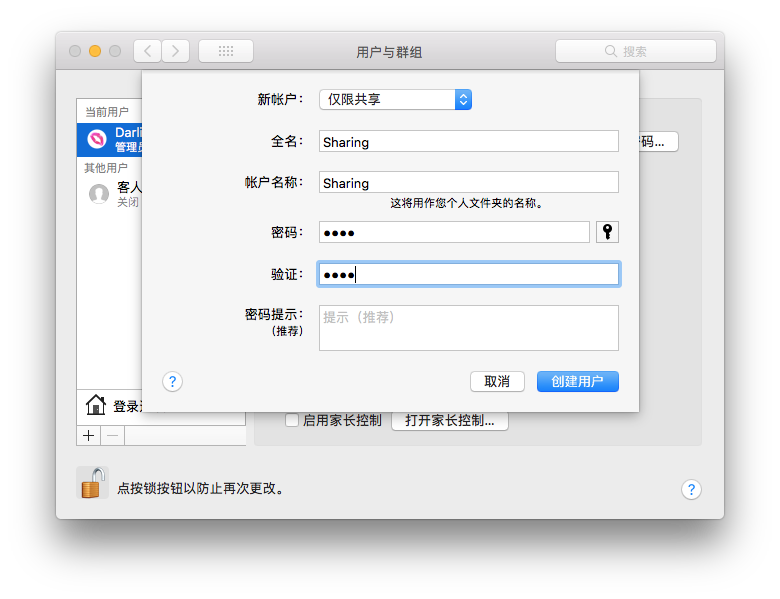 用户与群组
搜索
新帐户：
仅限共享
当前用户
全名：
Sharing
Darli
管理员
码...
其他用户
帐户名称：
Sharing
客人
关闭
这将用作您个人文件夹的名称。
密码：
●●●●
验证：
●●●●
密码提示：
（推荐）
提示（推荐）
?
取消
创建用户
登录
启用家长控制
打开家长控制...
点按锁按钮以防止再次更改。
?